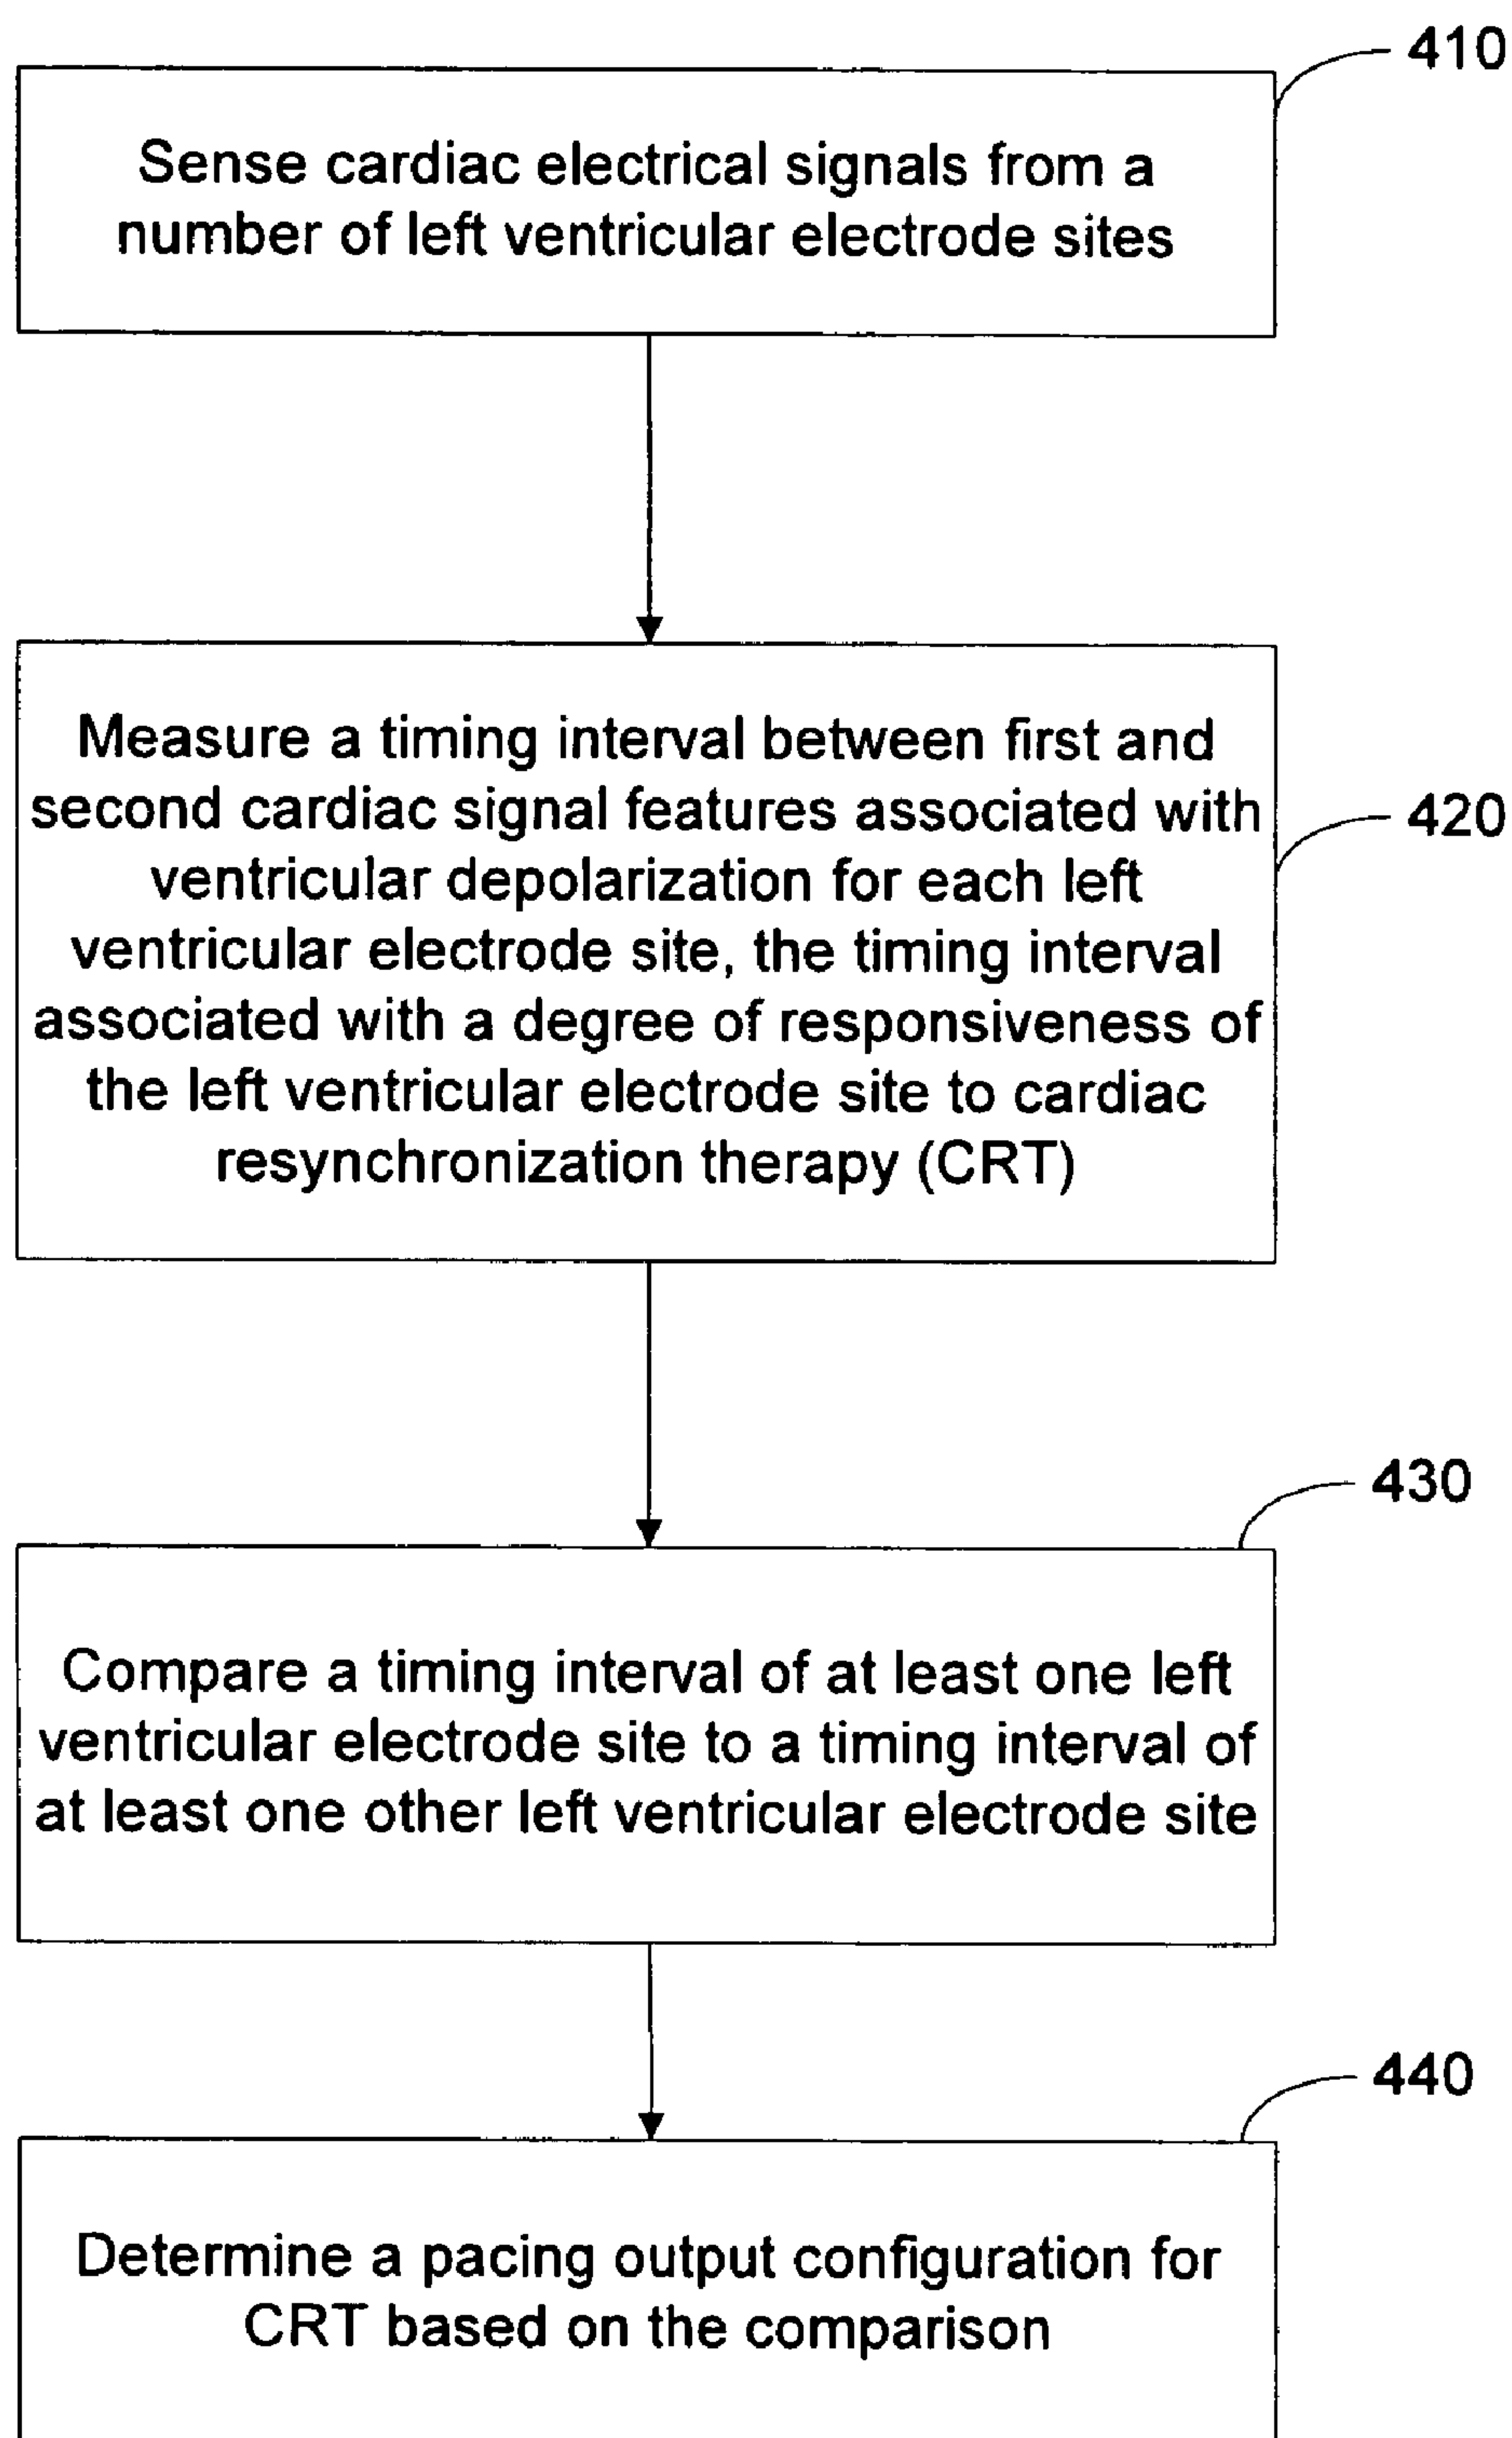 410
Sense cardiac electrical signals from a
number of left ventricular electrode sites
Measure a timing interval between first and
second cardiac signal features associated with
ventricular depolarization for each left
ventricular electrode site, the timing interval
associated with a degree of responsiveness of
the left ventricular electrode site to cardiac
resynchronization therapy (CRT)
420
430
Compare a timing interval of at least one left
ventricular electrode site to a timing interval of
at least one other left ventricular electrode site
440
Determine a pacing output configuration for
CRT based on the comparison